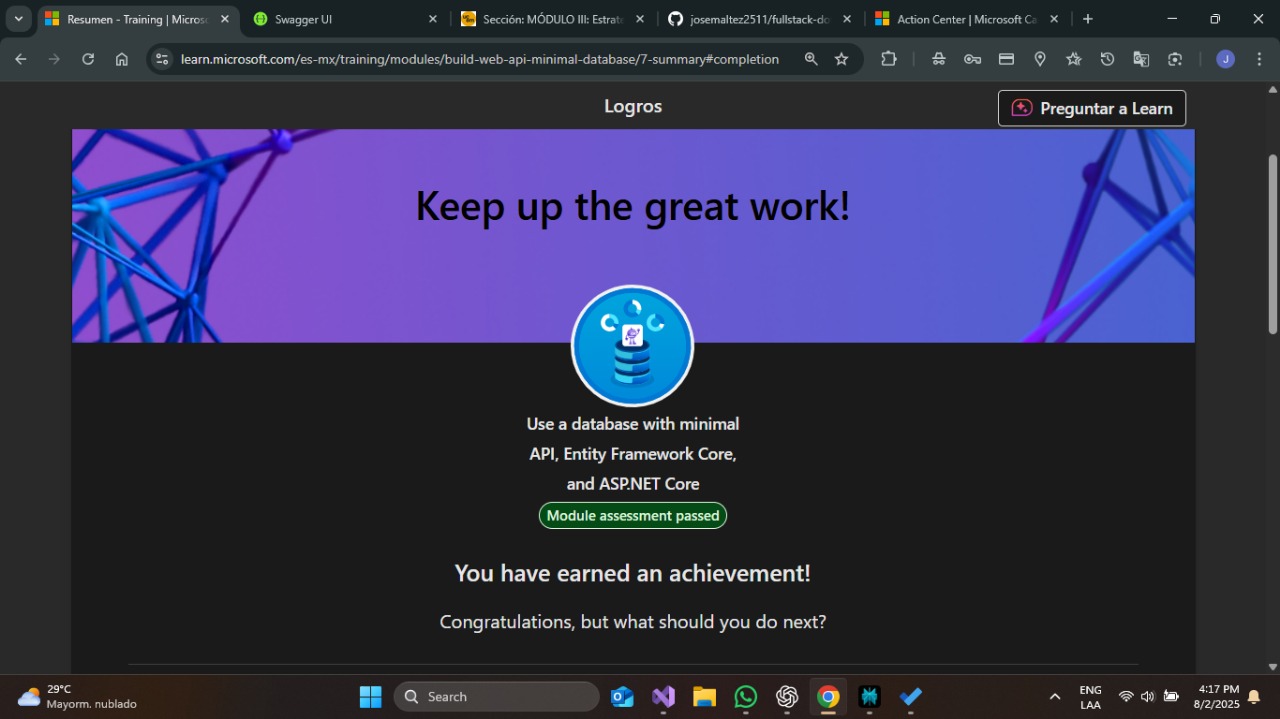 Resumen - Training | Micros
Swagger UI
Sección: MÓDULO III: Estrate
josemaltez2511/fullstack-do
Action Center | Microsoft Ca
learn.microsoft.com/es-mx/training/modules/build-web-api-minimal-database/7-summary#completion
J
Logros
Preguntar a Learn
Keep up the great work!
Use a database with minimal
API, Entity Framework Core,
and ASP.NET Core
Module assessment passed
You have earned an achievement!
Congratulations, but what should you do next?
29°C
Mayorm. nublado
Search
ENG
LAA
4:17 PM
8/2/2025